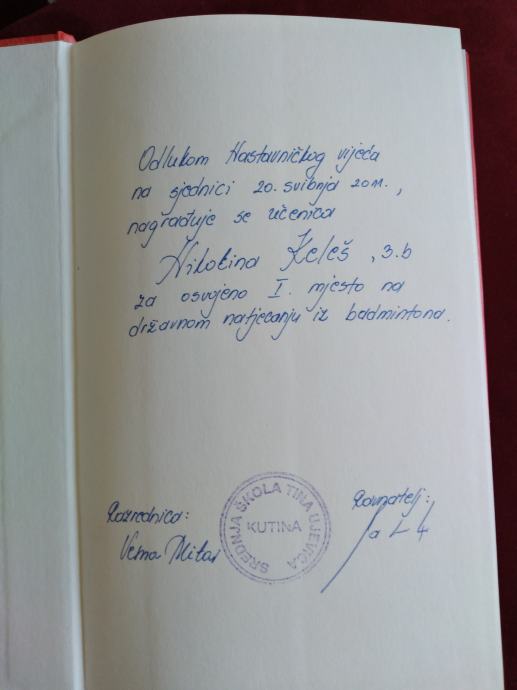 Odlukom Nastavničkog vijeća
na sjednici 20. svibnja 2011.,
nagrađuje se učenica
Nikolina Keleš, 3.b
za osvojeno I. mjesto na
državnom natjecanju iz badmintona.
Razrednica:
Vesna
SREDNJA ŠKOLA TINA UJEVIĆA
KUTINA
Ravnatelj: